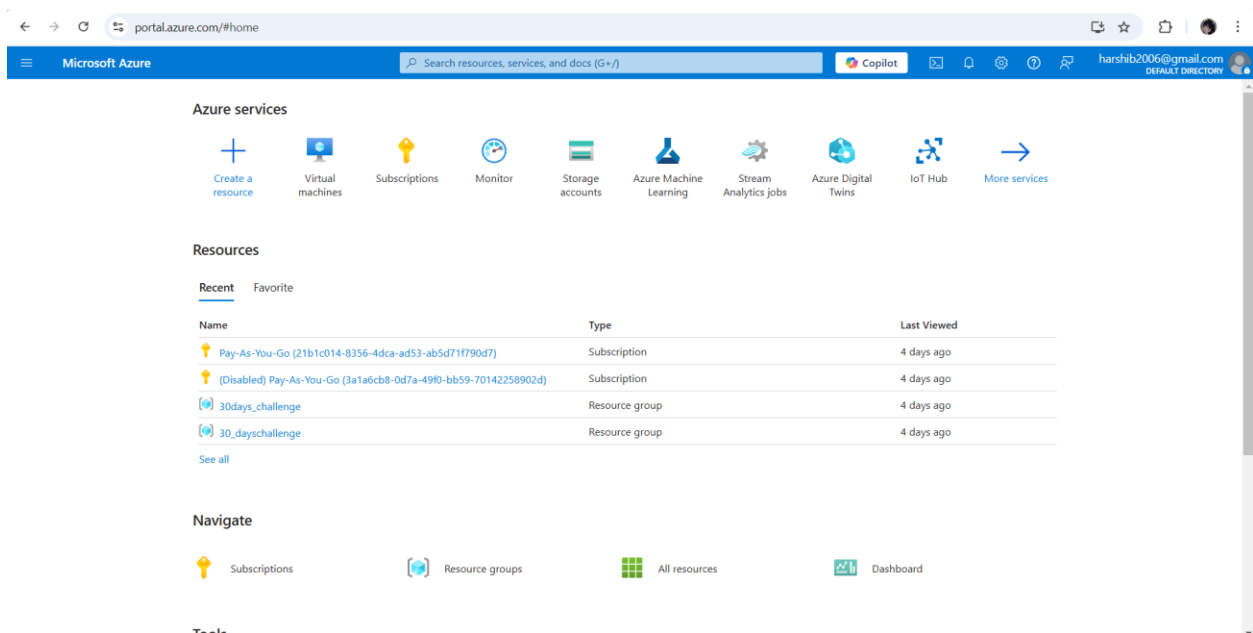 portal.azure.com/#home
Microsoft Azure
Search resources, services, and docs (G+/)
Copilot
harshib2006@gmail.com
DEFAULT DIRECTORY
Azure services
Create a resource
Virtual machines
Subscriptions
Monitor
Storage accounts
Azure Machine Learning
Stream Analytics jobs
Azure Digital Twins
IoT Hub
More services
Resources
Recent Favorite
Name Type Last Viewed
Pay-As-You-Go (21b1c014-8356-4dca-ad53-ab5d71f790d7) Subscription 4 days ago
(Disabled) Pay-As-You-Go (3a1a6cb8-0d7a-49f0-bb59-70142258902d) Subscription 4 days ago
30days_challenge Resource group 4 days ago
30_dayschallenge Resource group 4 days ago
See all
Navigate
Subscriptions Resource groups All resources Dashboard
Tools